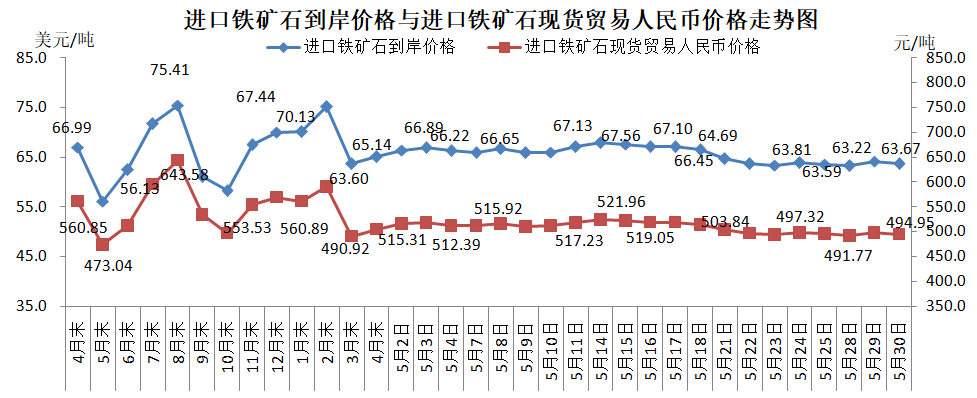 进口铁矿石到岸价格与进口铁矿石现货贸易人民币价格走势图
美元/吨
元/吨
进口铁矿石到岸价格
进口铁矿石现货贸易人民币价格
85.0
75.0
65.0
55.0
45.0
35.0
850.0
800.0
750.0
700.0
650.0
600.0
550.0
500.0
450.0
400.0
350.0
66.99
56.13
75.41
67.44
70.13
63.60
65.14
66.89
66.22
66.65
67.13
67.56
67.10
66.45
64.69
63.81
63.59
63.22
63.67
560.85
473.04
643.58
553.53
560.89
490.92
515.31
512.39
515.92
517.23
521.96
519.05
503.84
497.32
491.77
494.95
4月末
5月末
6月末
7月末
8月末
9月末
10月末
11月末
12月末
1月末
2月末
3月末
4月末
5月2日
5月3日
5月4日
5月7日
5月8日
5月9日
5月10日
5月11日
5月14日
5月15日
5月16日
5月17日
5月18日
5月21日
5月22日
5月23日
5月24日
5月25日
5月28日
5月29日
5月30日